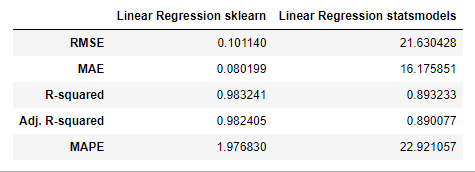 Linear Regression sklearn Linear Regression statsmodels
RMSE 0.101140 21.630428
MAE 0.080199 16.175851
R-squared 0.983241 0.893233
Adj. R-squared 0.982405 0.890077
MAPE 1.976830 22.921057